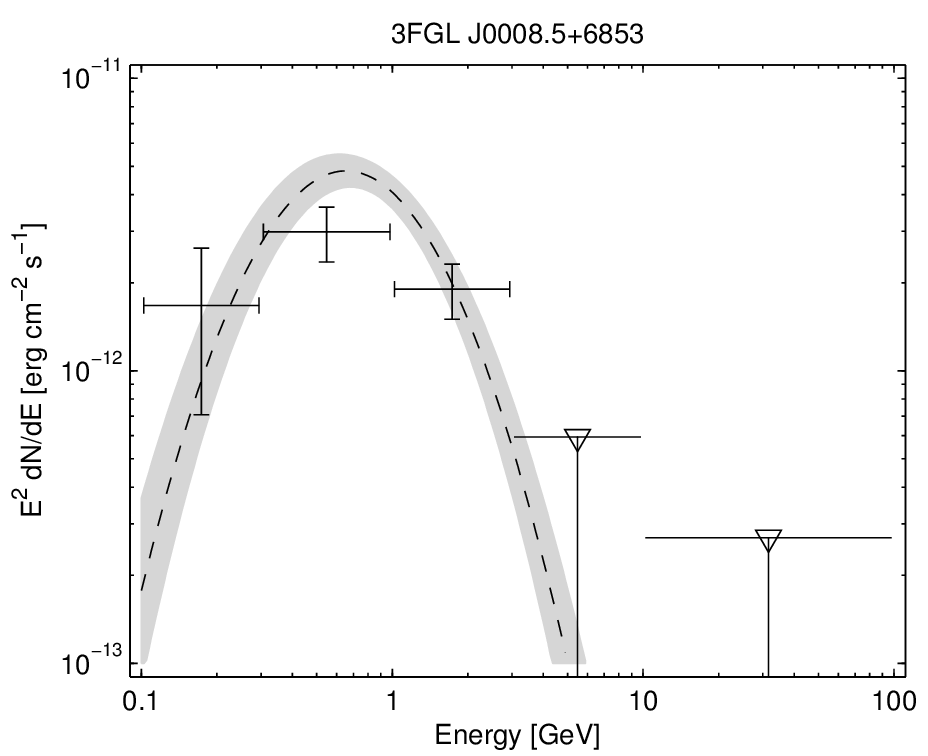 3FGL J0008.5+6853
10⁻¹¹
10⁻¹²
10⁻¹³
E² dN/dE [erg cm⁻² s⁻¹]
0.1 1 10 100
Energy [GeV]